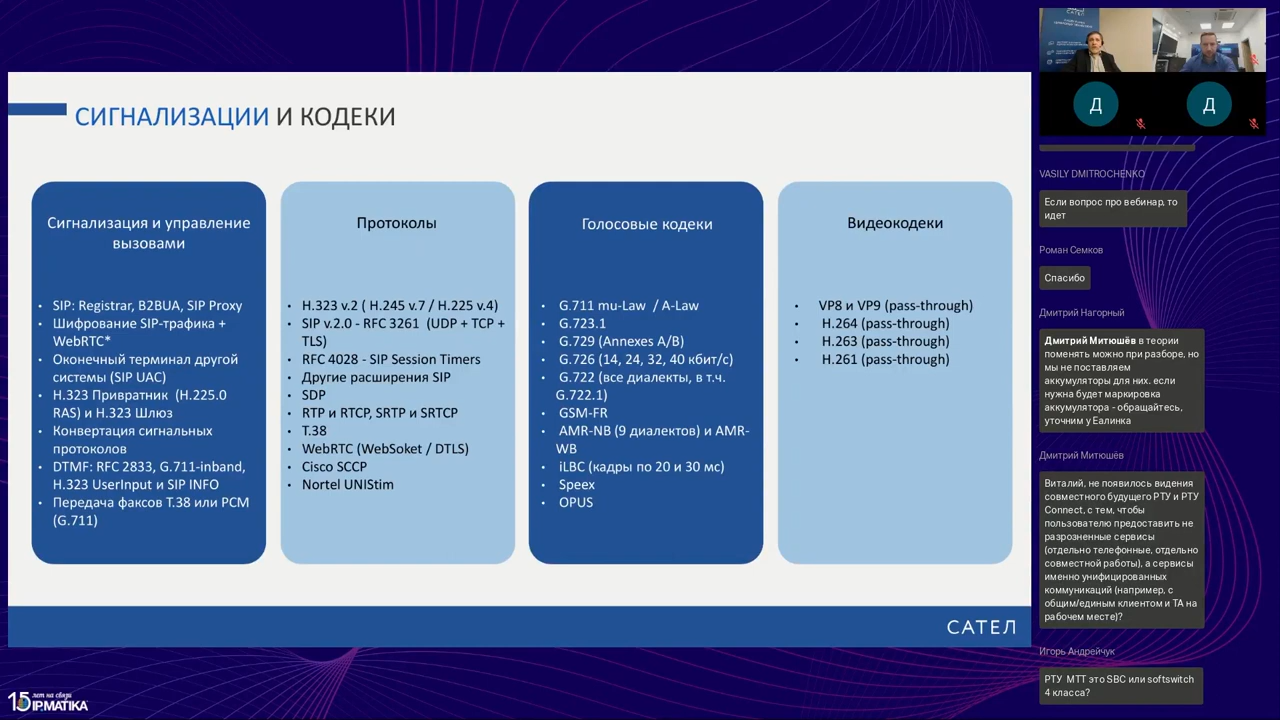 СИГНАЛИЗАЦИИ И КОДЕКИ
Сигнализация и управление
вызовами
• SIP: Registrar, B2BUA, SIP Proxy
• Шифрование SIP-трафика +
WebRTC*
• Оконечный терминал другой
системы (SIP UAC)
• H.323 Привратник (H.225.0
RAS) и H.323 Шлюз
• Конвертация сигнальных
протоколов
• DTMF: RFC 2833, G.711-inband,
H.323 UserInput и SIP INFO
• Передача факсов T.38 или PCM
(G.711)
Протоколы
• H.323 v.2 ( H.245 v.7 / H.225 v.4)
• SIP v.2.0 - RFC 3261 (UDP + TCP +
TLS)
• RFC 4028 - SIP Session Timers
• Другие расширения SIP
• SDP
• RTP и RTCP, SRTP и SRTCP
• T.38
• WebRTC (WebSoket / DTLS)
• Cisco SCCP
• Nortel UNIStim
Голосовые кодеки
• G.711 mu-Law / A-Law
• G.723.1
• G.729 (Annexes A/B)
• G.726 (14, 24, 32, 40 кбит/с)
• G.722 (все диалекты, в т.ч.
G.722.1)
• GSM-FR
• AMR-NB (9 диалектов) и AMR-
WB
• iLBC (кадры по 20 и 30 мс)
• Speex
• OPUS
Видеокодеки
• VP8 и VP9 (pass-through)
• H.264 (pass-through)
• H.263 (pass-through)
• H.261 (pass-through)
САТЕЛ
15 лет на связи
IPMATIKA
САТЕЛ
Д
Д
VASILY DMITROCHENKO
Если вопрос про вебинар, то
идет
Роман Семков
Спасибо
Дмитрий Нагорный
Дмитрий Митюшёв в теории
поменять можно при разборе, но
мы не поставляем
аккумуляторы для них. если
нужна будет маркировка
аккумулятора - обращайтесь,
уточним у Еалинка
Дмитрий Митюшёв
Виталий, не появилось видения
совместного будущего РТУ и РТУ
Connect, с тем, чтобы
пользователю предоставить не
разрозненные сервисы
(отдельно телефонные, отдельно
совместной работы), а сервисы
именно унифицированных
коммуникаций (например, с
общим/единым клиентом и ТА на
рабочем месте)?
Игорь Андрейчук
РТУ МТТ это SBC или softswitch
4 класса?